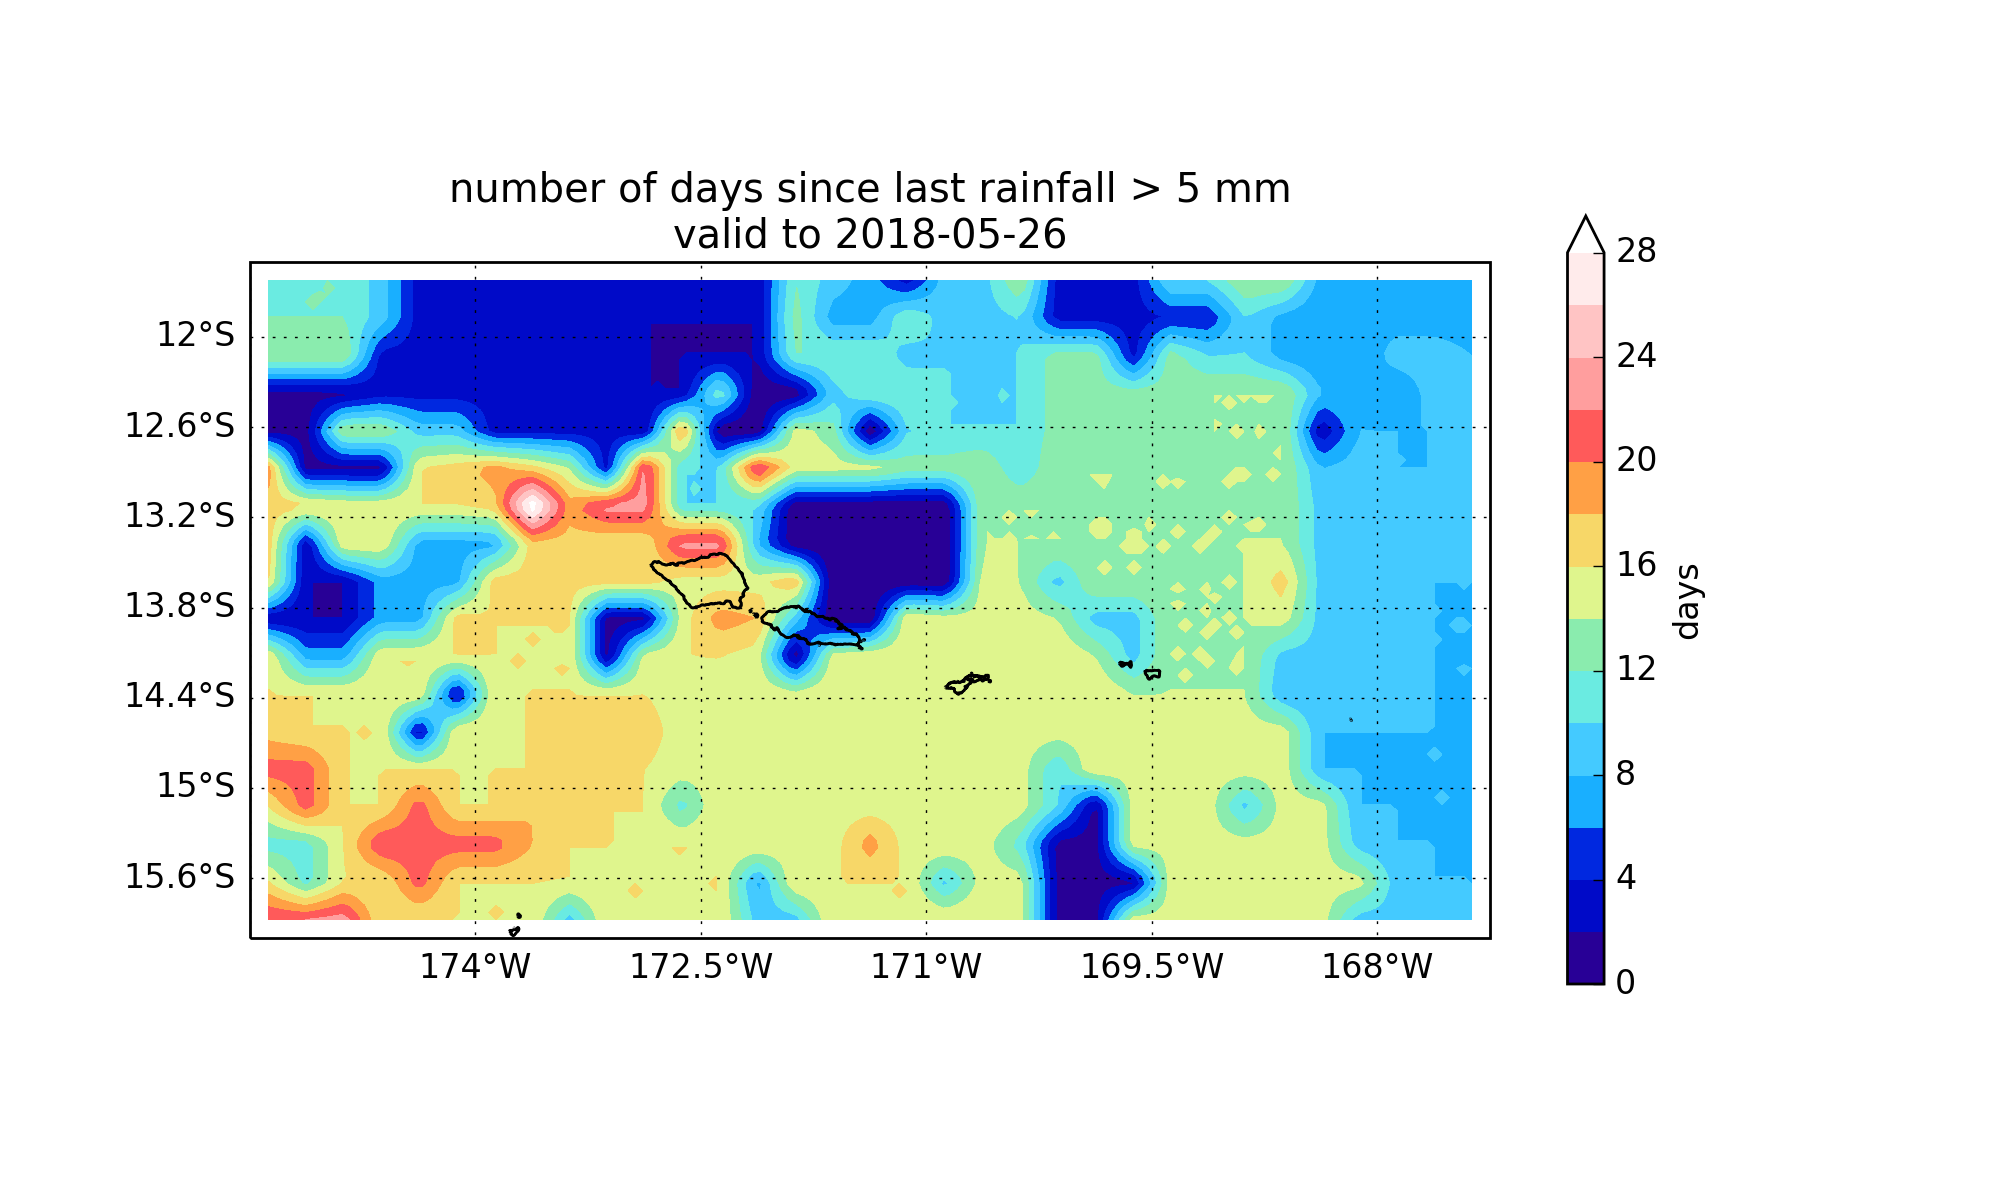 number of days since last rainfall > 5 mm
valid to 2018-05-26
12°S
12.6°S
13.2°S
13.8°S
14.4°S
15°S
15.6°S
174°W
172.5°W
171°W
169.5°W
168°W
28
24
20
16
12
8
4
0
days